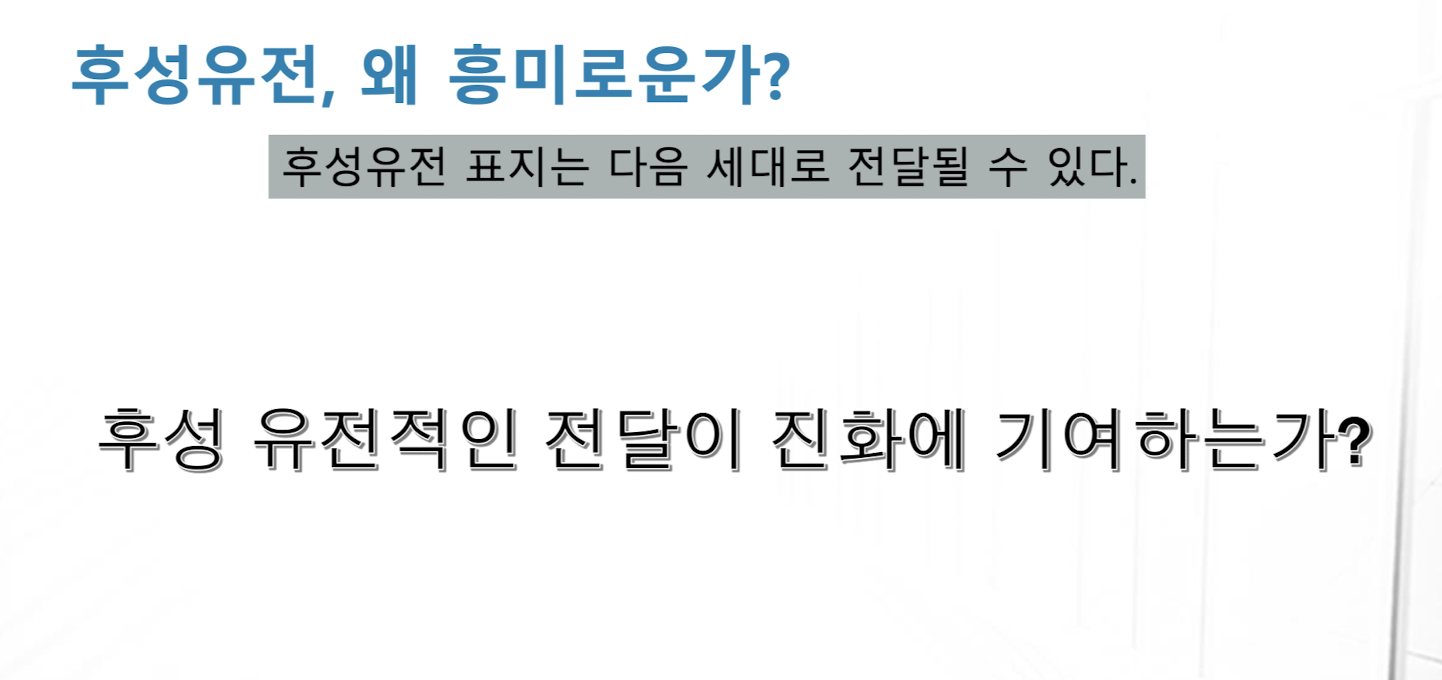 후성유전, 왜 흥미로운가?
후성유전 표지는 다음 세대로 전달될 수 있다.
후성 유전적인 전달이 진화에 기여하는가?